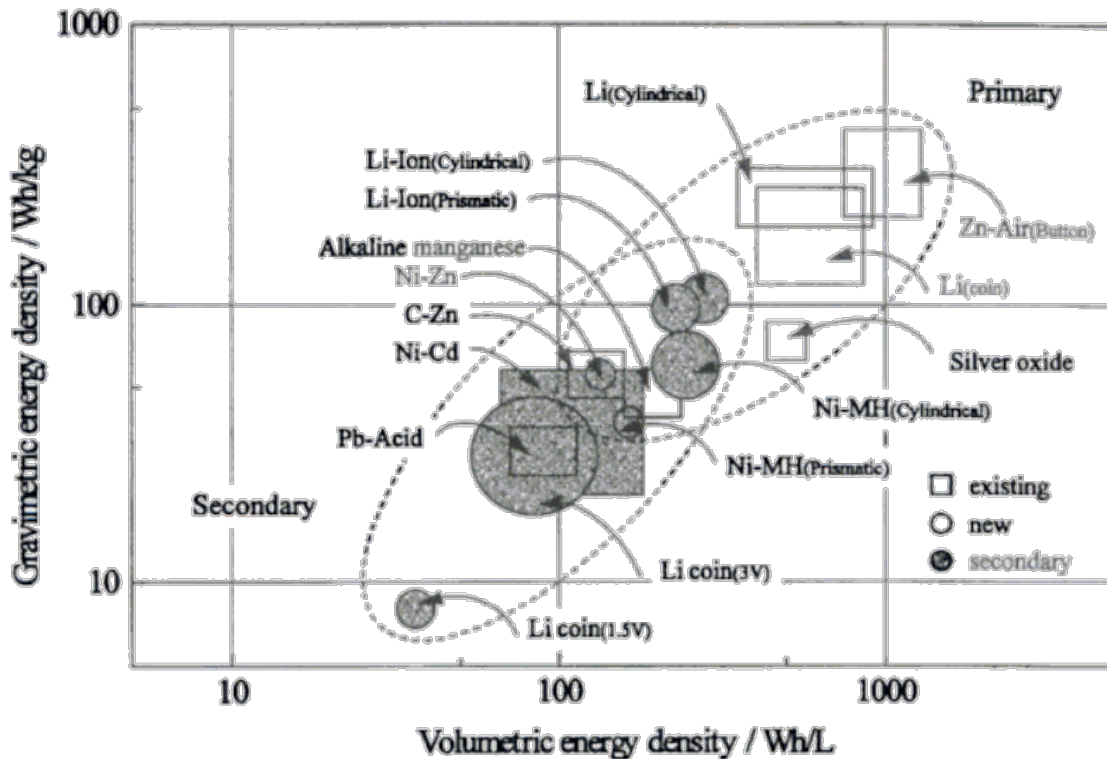 1000
Li(Cylindrical)
Primary
Li-Ion(Cylindrical)
Li-Ion(Prismatic)
Alkaline manganese
Zn-Air(Button)
Ni-Zn
Li(coin)
100
C-Zn
Ni-Cd
Silver oxide
Ni-MH(Cylindrical)
Pb-Acid
Ni-MH(Prismatic)
existing
Secondary
new
secondary
Li coin(3V)
10
Li coin(1.5V)
10
100
1000
Volumetric energy density / Wh/L
Gravimetric energy density / Wh/kg